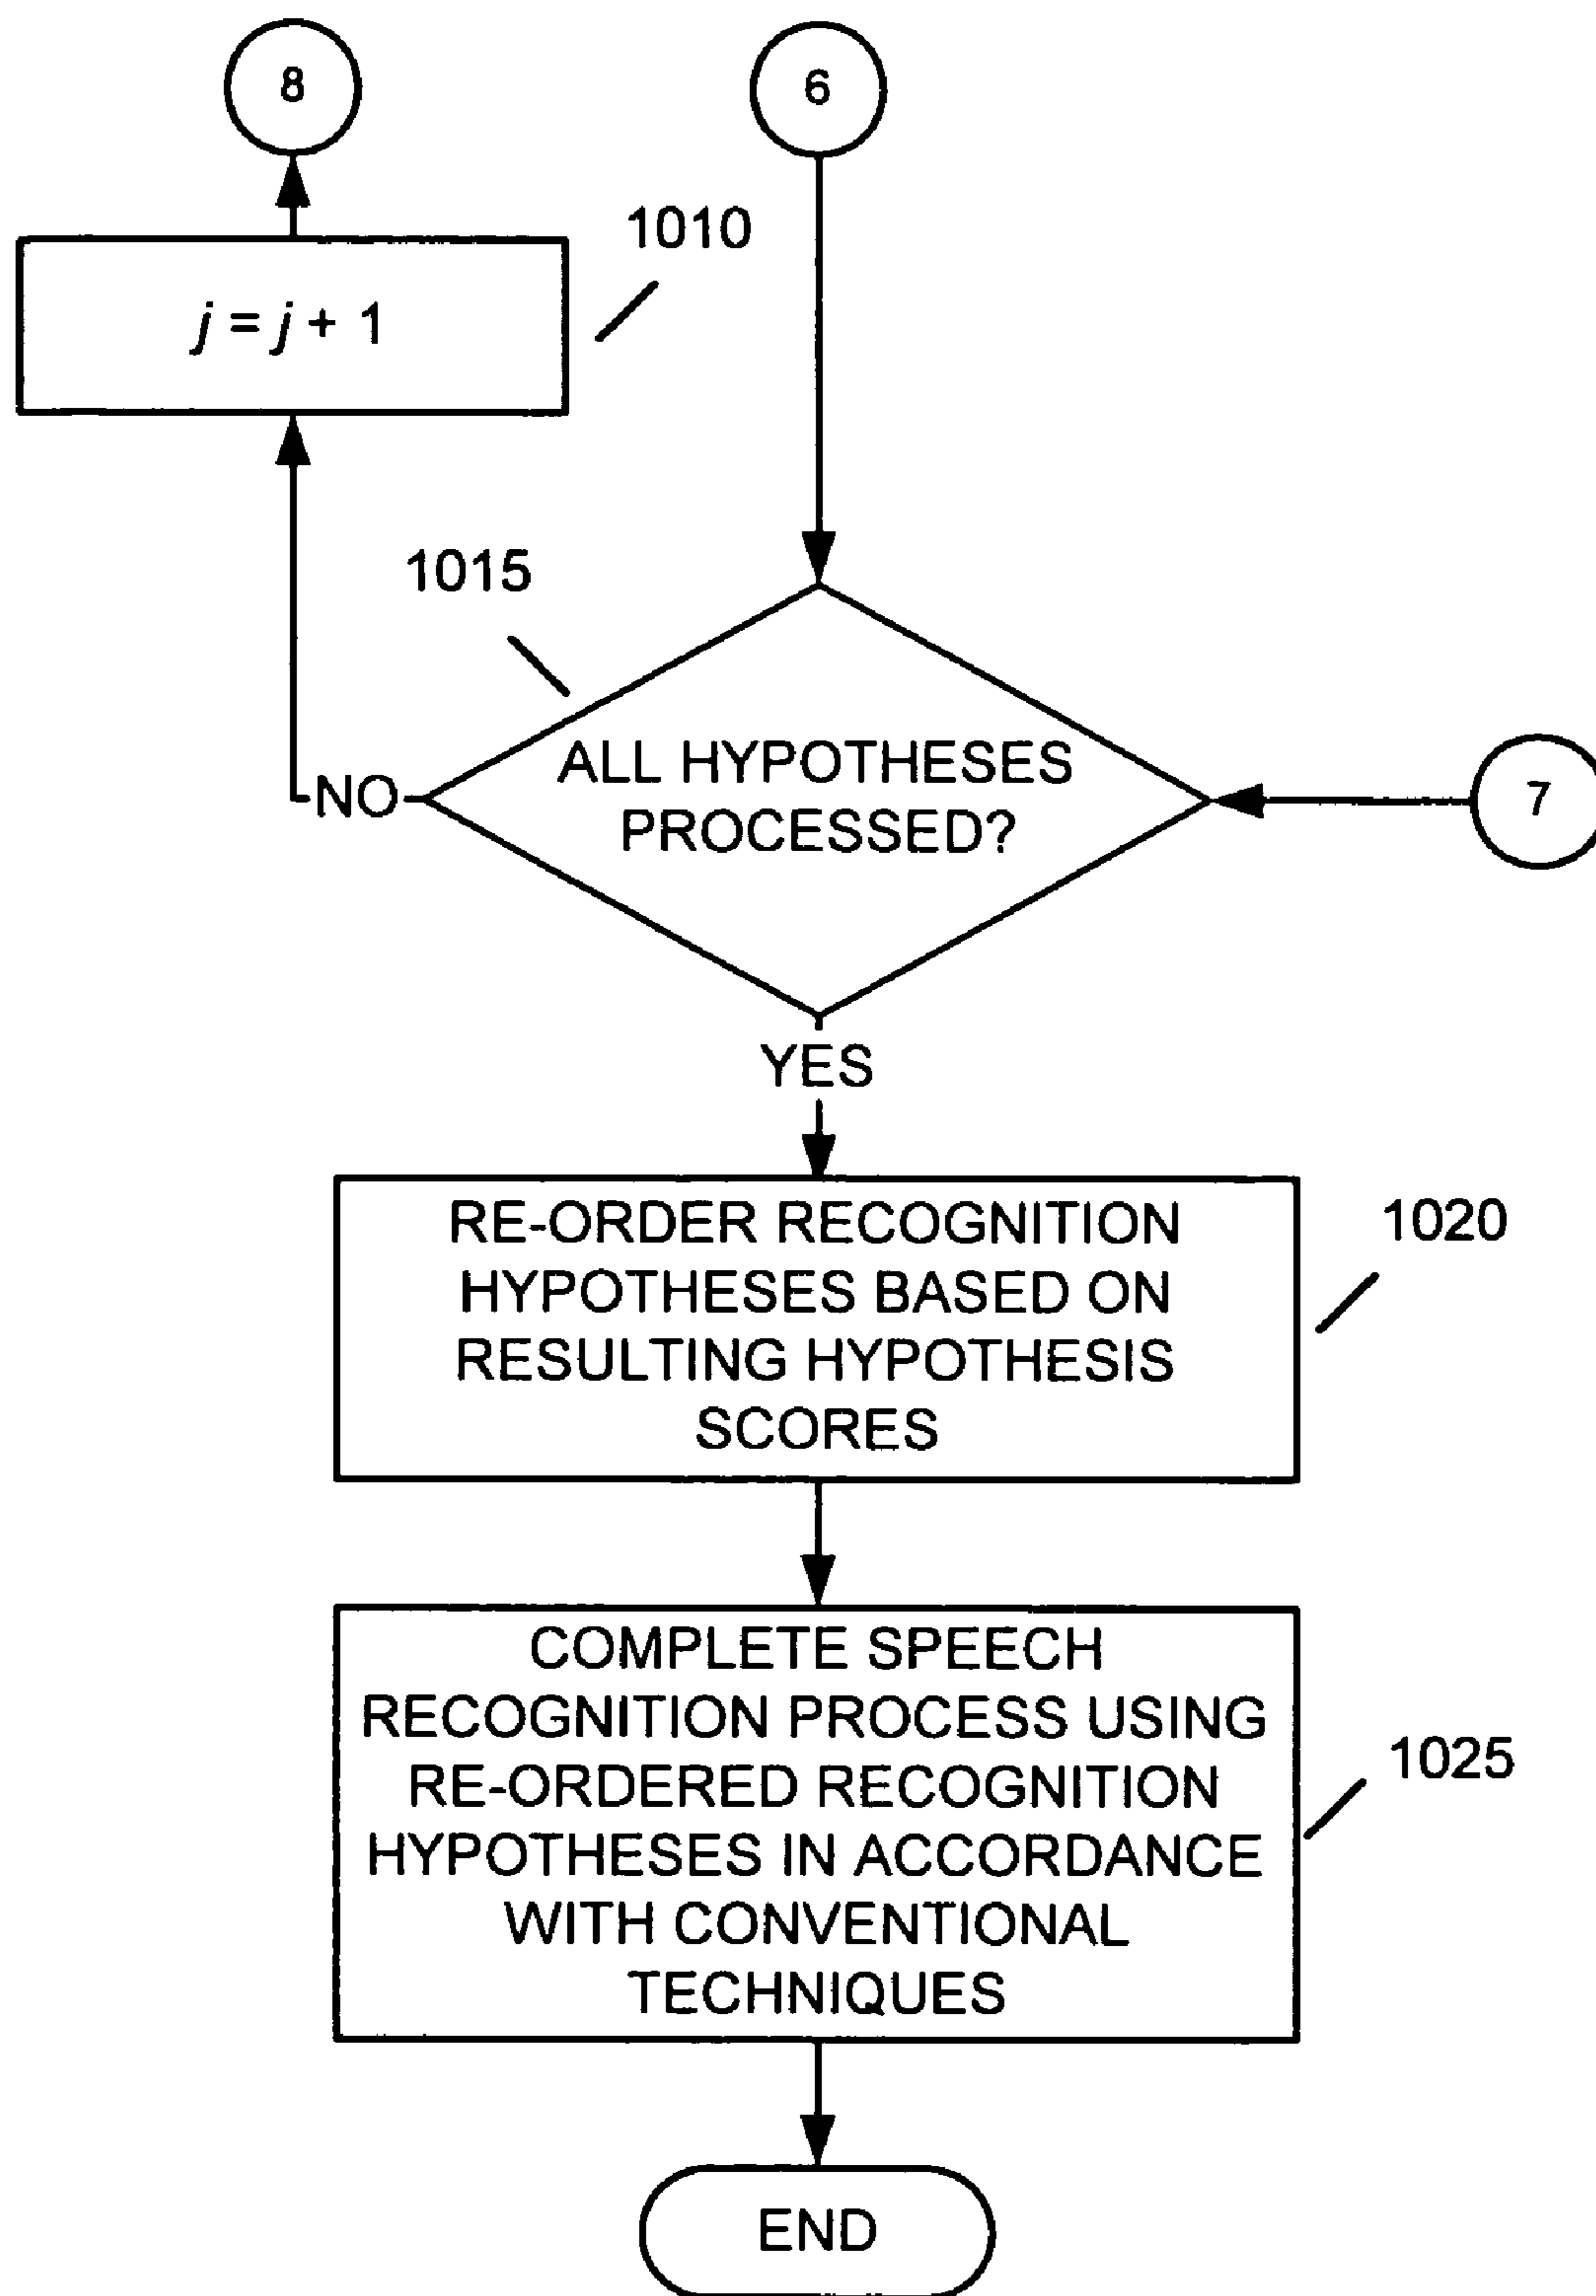 8
6
1010
j = j + 1
1015
ALL HYPOTHESES
PROCESSED?
NO
7
YES
RE-ORDER RECOGNITION
HYPOTHESES BASED ON
RESULTING HYPOTHESIS
SCORES
1020
COMPLETE SPEECH
RECOGNITION PROCESS USING
RE-ORDERED RECOGNITION
HYPOTHESES IN ACCORDANCE
WITH CONVENTIONAL
TECHNIQUES
1025
END